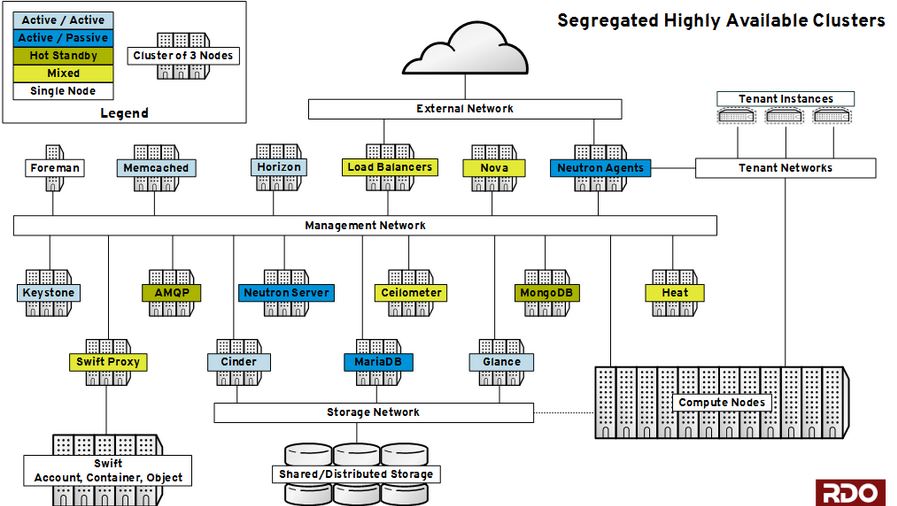 Segregated Highly Available Clusters
Active / Active
Active / Passive
Hot Standby
Mixed
Single Node
Cluster of 3 Nodes
Legend
External Network
Tenant Instances
Foreman
Memcached
Horizon
Load Balancers
Nova
Neutron Agents
Tenant Networks
Management Network
Keystone
AMQP
Neutron Server
Ceilometer
MongoDB
Heat
Swift Proxy
Cinder
MariaDB
Glance
Compute Nodes
Storage Network
Swift
Account, Container, Object
Shared/Distributed Storage
RDO